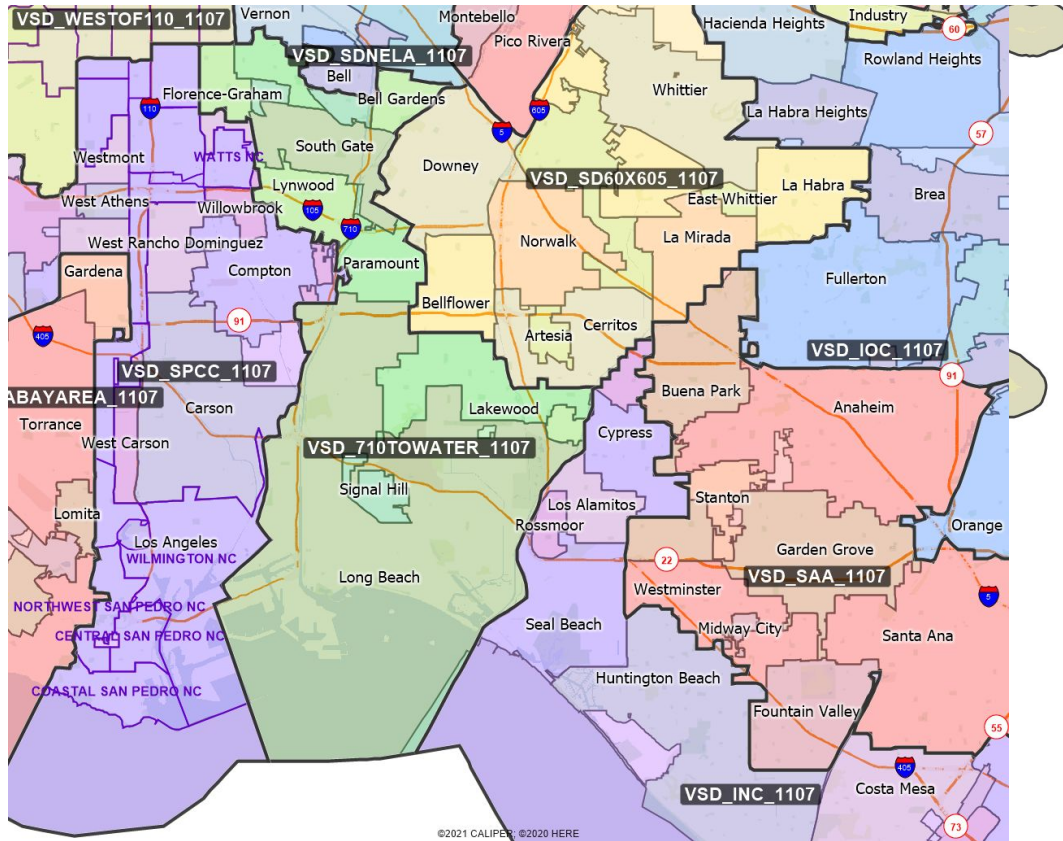 VSD_WESTOF110_1107
Vernon
Montebello
Pico Rivera
Hacienda Heights
Industry
60
Rowland Heights
VSD_SDNELA_1107
Bell
Bell Gardens
Florence-Graham
Whittier
La Habra Heights
110
605
5
57
South Gate
Westmont
WATTS NC
Downey
VSD_SD60X605_1107
La Habra
Lynwood
105
East Whittier
Brea
West Athens
Willowbrook
710
West Rancho Dominguez
Norwalk
La Mirada
Gardena
Compton
Paramount
Fullerton
Bellflower
91
405
Artesia
Cerritos
VSD_IOC_1107
VSD_SPCC_1107
91
ABAYAREA_1107
Buena Park
Torrance
Carson
Lakewood
Anaheim
West Carson
VSD_710TOWATER_1107
Cypress
Signal Hill
Los Alamitos
Stanton
Lomita
Rossmoor
Orange
Los Angeles
WILMINGTON NC
22
Garden Grove
Long Beach
VSD_SAA_1107
Westminster
5
NORTHWEST SAN PEDRO NC
Seal Beach
Midway City
Santa Ana
CENTRAL SAN PEDRO NC
Huntington Beach
COASTAL SAN PEDRO NC
Fountain Valley
55
405
VSD_INC_1107
Costa Mesa
73
©2021 CALIPER; ©2020 HERE